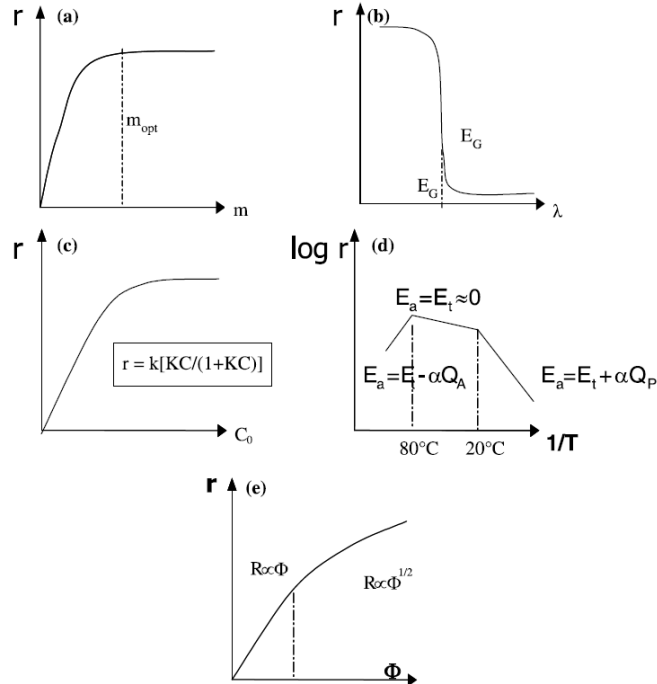 r (a)
m_opt
m
r (b)
E_G
E_G
λ
r (c)
r = k[KC/(1+KC)]
C_0
log r (d)
E_a=E_t≈0
E_a=E_t-αQ_A
E_a=E_t+αQ_P
80°C
20°C
1/T
r (e)
R∝Φ
R∝Φ^1/2
Φ